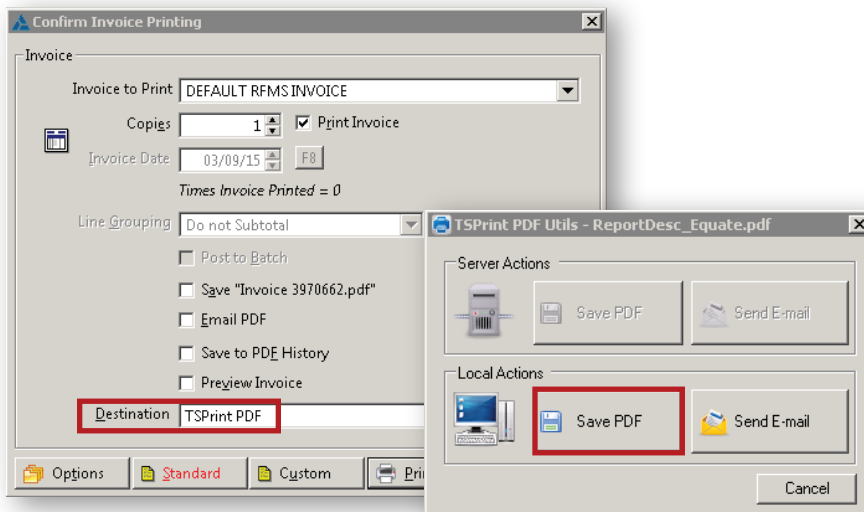 Confirm Invoice Printing
Invoice
Invoice to Print DEFAULT RFMS INVOICE
Copies 1 Print Invoice
Invoice Date 03/09/15 F8
Times Invoice Printed = 0
Line Grouping Do not Subtotal
Post to Batch
Save "Invoice 3970662.pdf"
Email PDF
Save to PDF History
Preview Invoice
Destination TSPrint PDF
Options Standard Custom
TSPrint PDF Utils - ReportDesc_Equate.pdf
Server Actions
Save PDF Send E-mail
Local Actions
Save PDF Send E-mail
Cancel